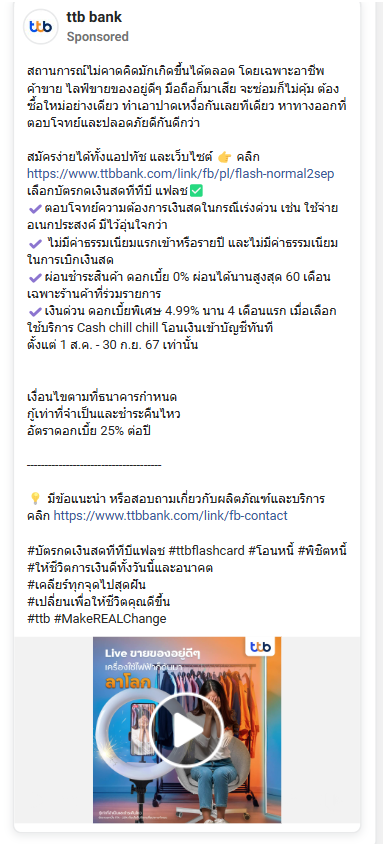 ttb bank
ttb
Sponsored
สถานการณ์ไม่คาดคิดมักเกิดขึ้นได้ตลอด โดยเฉพาะอาชีพ
ค้าขาย ไลฟ์ขายของอยู่ดีๆ มือถือก็มาเสีย จะซ่อมก็ไม่คุ้ม ต้อง
ซื้อใหม่อย่างเดียว ทำเอาปาดเหงื่อกันเลยทีเดียว หาทางออกที่
ตอบโจทย์และปลอดภัยดีกันดีกว่า
สมัครง่ายได้ทั้งแอปทัช และเว็บไซต์ 👉 คลิก
https://www.ttbbank.com/link/fb/pl/flash-normal2sep
เลือกบัตรกดเงินสดทีทีบี แฟลช✅
✔ตอบโจทย์ความต้องการเงินสดในกรณีเร่งด่วน เช่น ใช้จ่าย
อเนกประสงค์ มีไว้อุ่นใจกว่า
✔ ไม่มีค่าธรรมเนียมแรกเข้าหรือรายปี และไม่มีค่าธรรมเนียม
ในการเบิกเงินสด
✔ผ่อนชำระสินค้า ดอกเบี้ย 0% ผ่อนได้นานสูงสุด 60 เดือน
เฉพาะร้านค้าที่ร่วมรายการ
✔เงินด่วน ดอกเบี้ยพิเศษ 4.99% นาน 4 เดือนแรก เมื่อเลือก
ใช้บริการ Cash chill chill โอนเงินเข้าบัญชีทันที
ตั้งแต่ 1 ส.ค. - 30 ก.ย. 67 เท่านั้น
เงื่อนไขตามที่ธนาคารกำหนด
กู้เท่าที่จำเป็นและชำระคืนไหว
อัตราดอกเบี้ย 25% ต่อปี
--------------------------------------
💡 มีข้อแนะนำ หรือสอบถามเกี่ยวกับผลิตภัณฑ์และบริการ
คลิก https://www.ttbbank.com/link/fb-contact
#บัตรกดเงินสดทีทีบีแฟลช #ttbflashcard #โอนหนี้ #พิชิตหนี้
#ให้ชีวิตการเงินดีทั้งวันนี้และอนาคต
#เคลียร์ทุกจุดไปสุดฝัน
#เปลี่ยนเพื่อให้ชีวิตคุณดีขึ้น
#ttb #MakeREALChange
ttb
Live ขายของอยู่ดีๆ
เครื่องใช้ไฟฟ้าก็ดันมา
ลาโลก